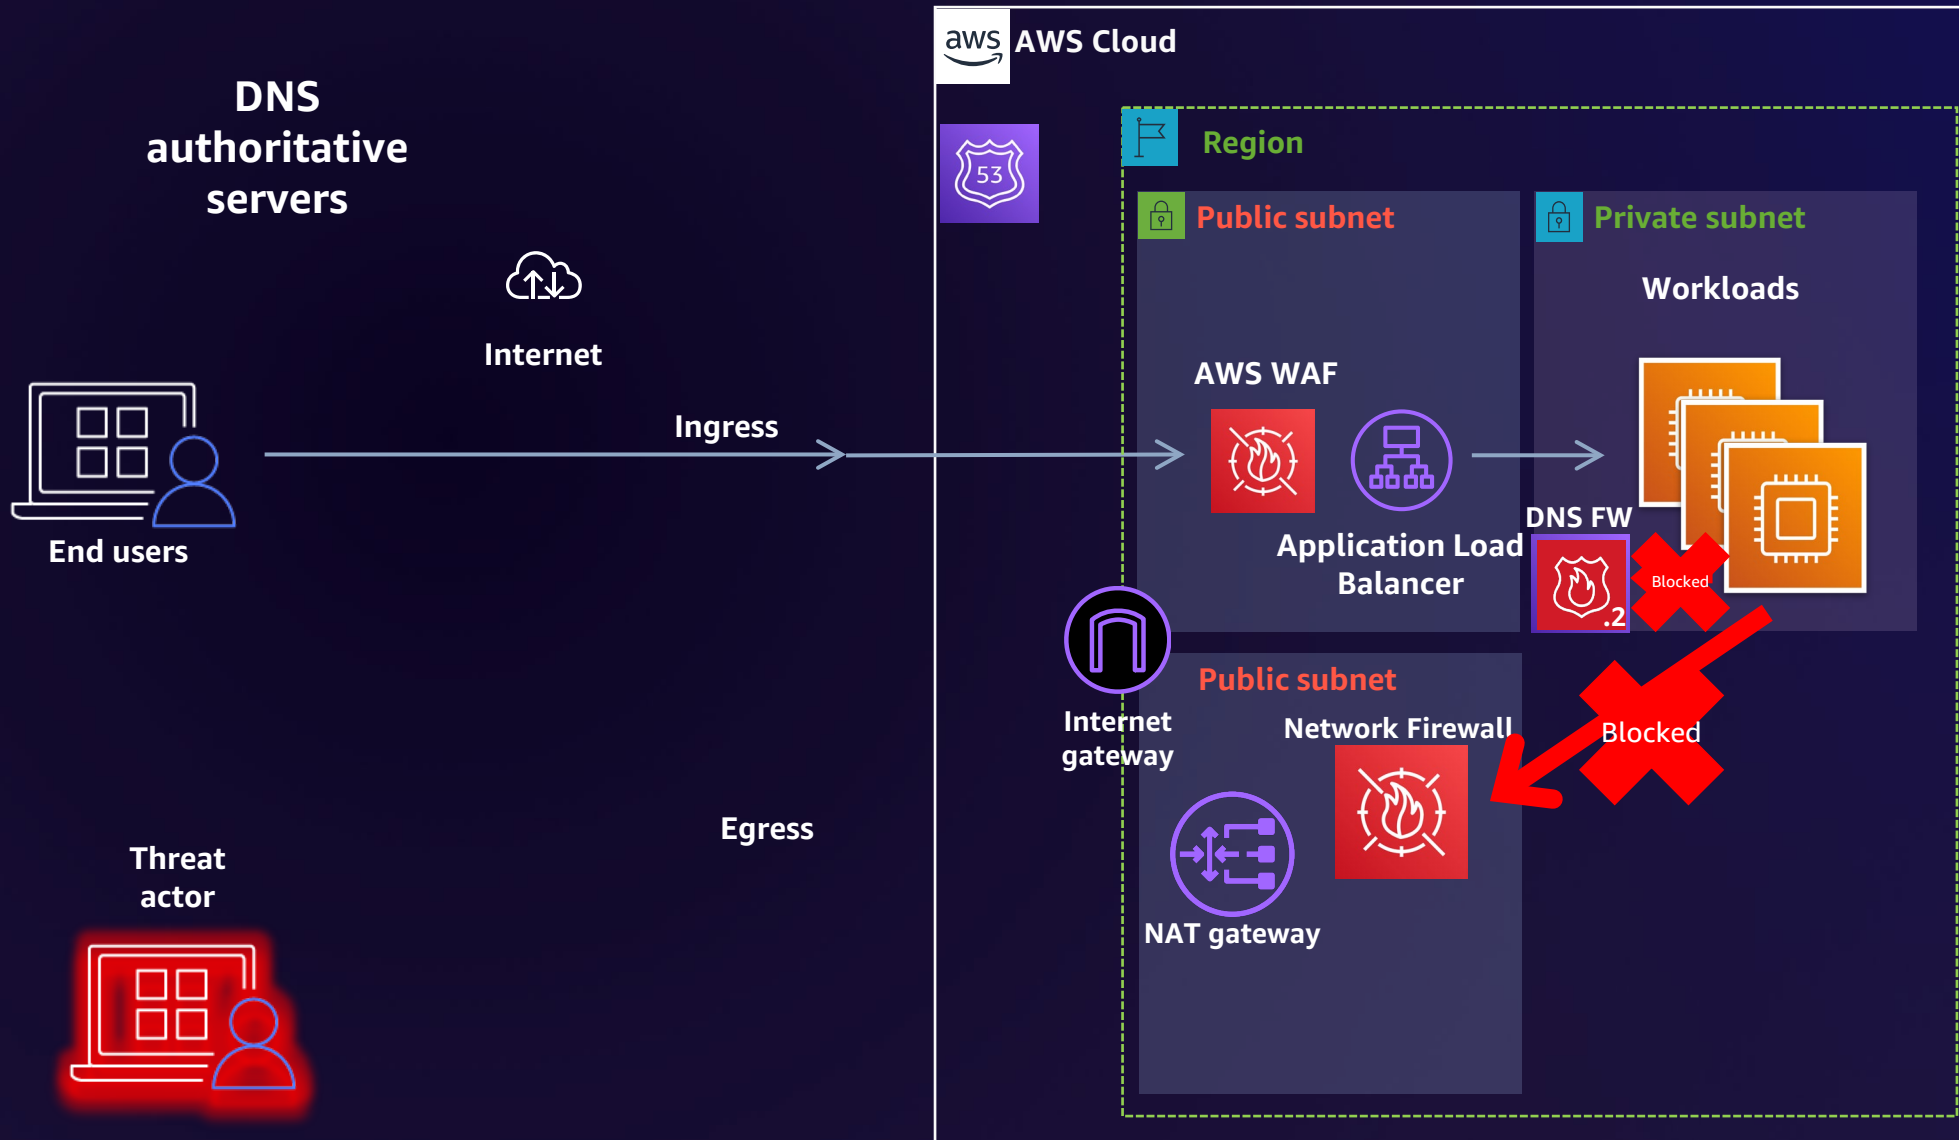 aws
AWS Cloud
DNS
authoritative
servers
53
Region
Public subnet
Private subnet
Workloads
Internet
AWS WAF
Ingress
End users
DNS FW
Application Load
Balancer
Blocked
.2
Public subnet
Internet
gateway
Network Firewall
Blocked
Egress
Threat
actor
NAT gateway